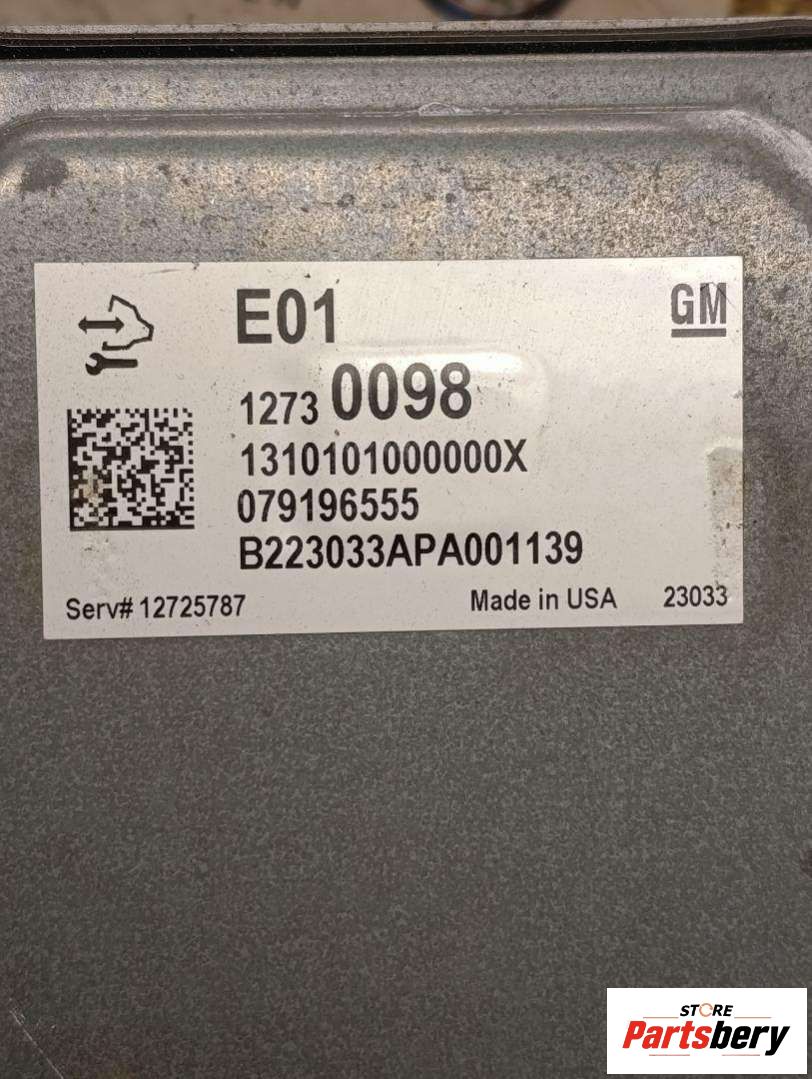 E01
GM
1273 0098
1310101000000X
079196555
B223033APA001139
Serv# 12725787
Made in USA 23033
STORE
Partsbery